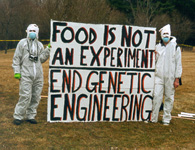 FOOD IS NOT
AN EXPERIMENT
END GENETIC
ENGINEERING